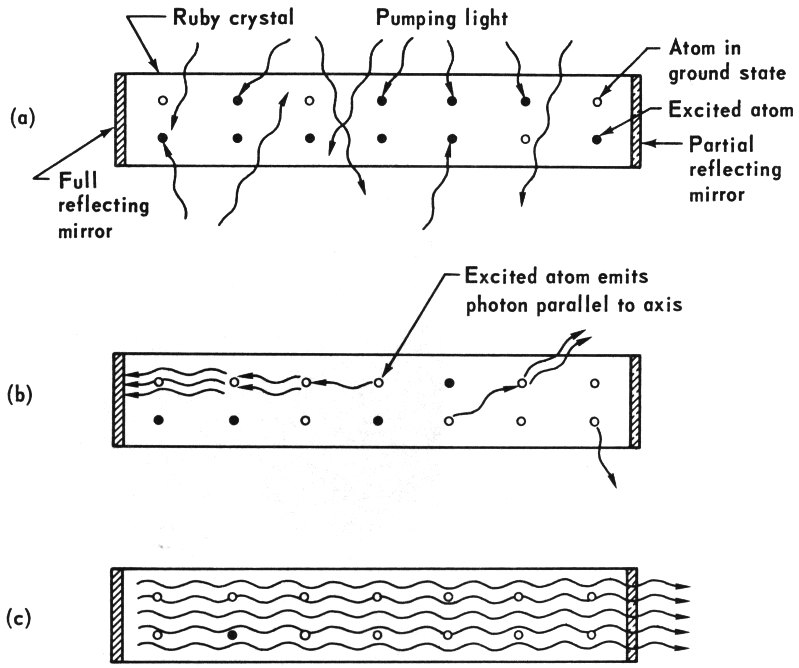 Ruby crystal
Pumping light
Atom in
ground state
(a)
Excited atom
Full
reflecting
mirror
Partial
reflecting
mirror
Excited atom emits
photon parallel to axis
(b)
(c)